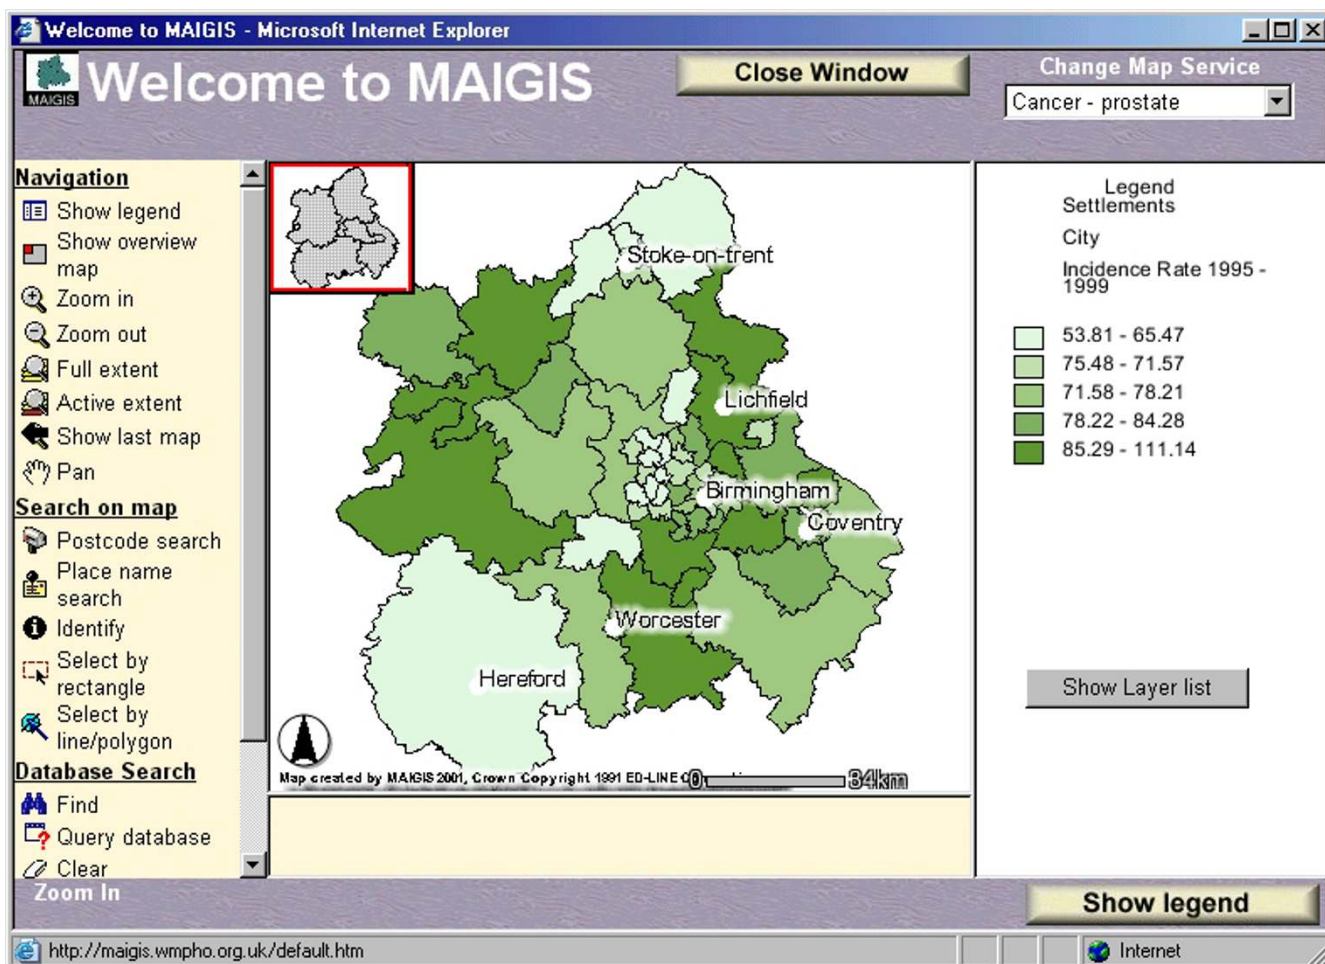 Welcome to MAIGIS - Microsoft Internet Explorer
MAIGIS
Welcome to MAIGIS
Close Window
Change Map Service
Cancer - prostate
Navigation
Show legend
Show overview
map
Zoom in
Zoom out
Full extent
Active extent
Show last map
Pan
Search on map
Postcode search
Place name
search
Identify
Select by
rectangle
Select by
line/polygon
Database Search
Find
Query database
Clear
Stoke-on-trent
Lichfield
Birmingham
Coventry
Worcester
Hereford
Map created by MAIGIS 2001, Crown Copyright 1991 ED-LINE
0 34km
Legend
Settlements
City
Incidence Rate 1995 -
1999
53.81 - 65.47
75.48 - 71.57
71.58 - 78.21
78.22 - 84.28
85.29 - 111.14
Show Layer list
Zoom In
Show legend
http://maigis.wmpho.org.uk/default.htm
Internet